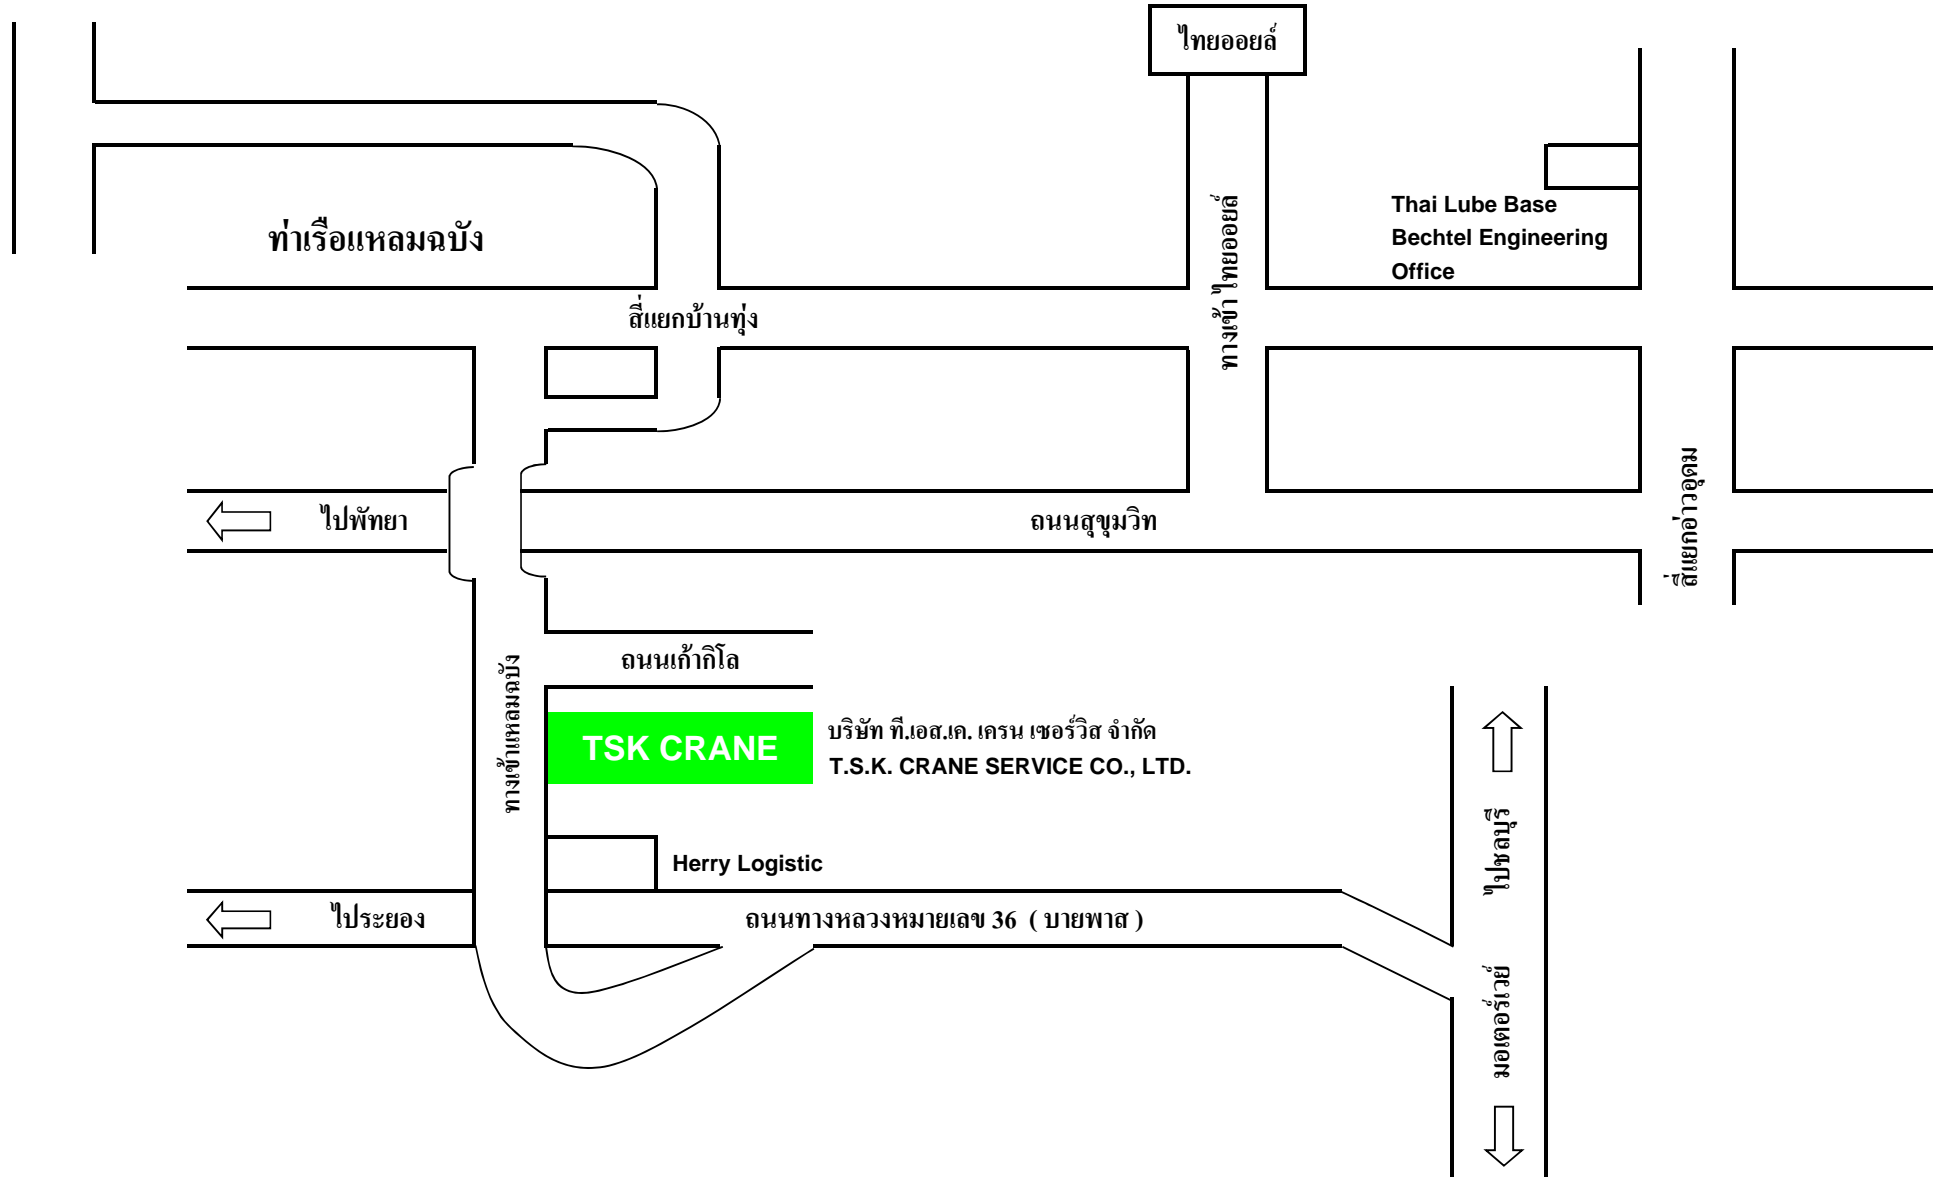 ไทยออยล์
Thai Lube Base
Bechtel Engineering
Office
ท่าเรือแหลมฉบัง
ทางเข้าไทยออยล์
สี่แยกบ้านทุ่ง
ไปพัทยา
ถนนสุขุมวิท
สี่แยกอ่าวอุดม
ถนนเก้ากิโล
ทางเข้าแหลมฉบัง
TSK CRANE
บริษัท ที.เอส.เค. เครน เซอร์วิส จำกัด
T.S.K. CRANE SERVICE CO., LTD.
ไปชลบุรี
Herry Logistic
ไประยอง
ถนนทางหลวงหมายเลข 36 ( บายพาส )
มอเตอร์เวย์